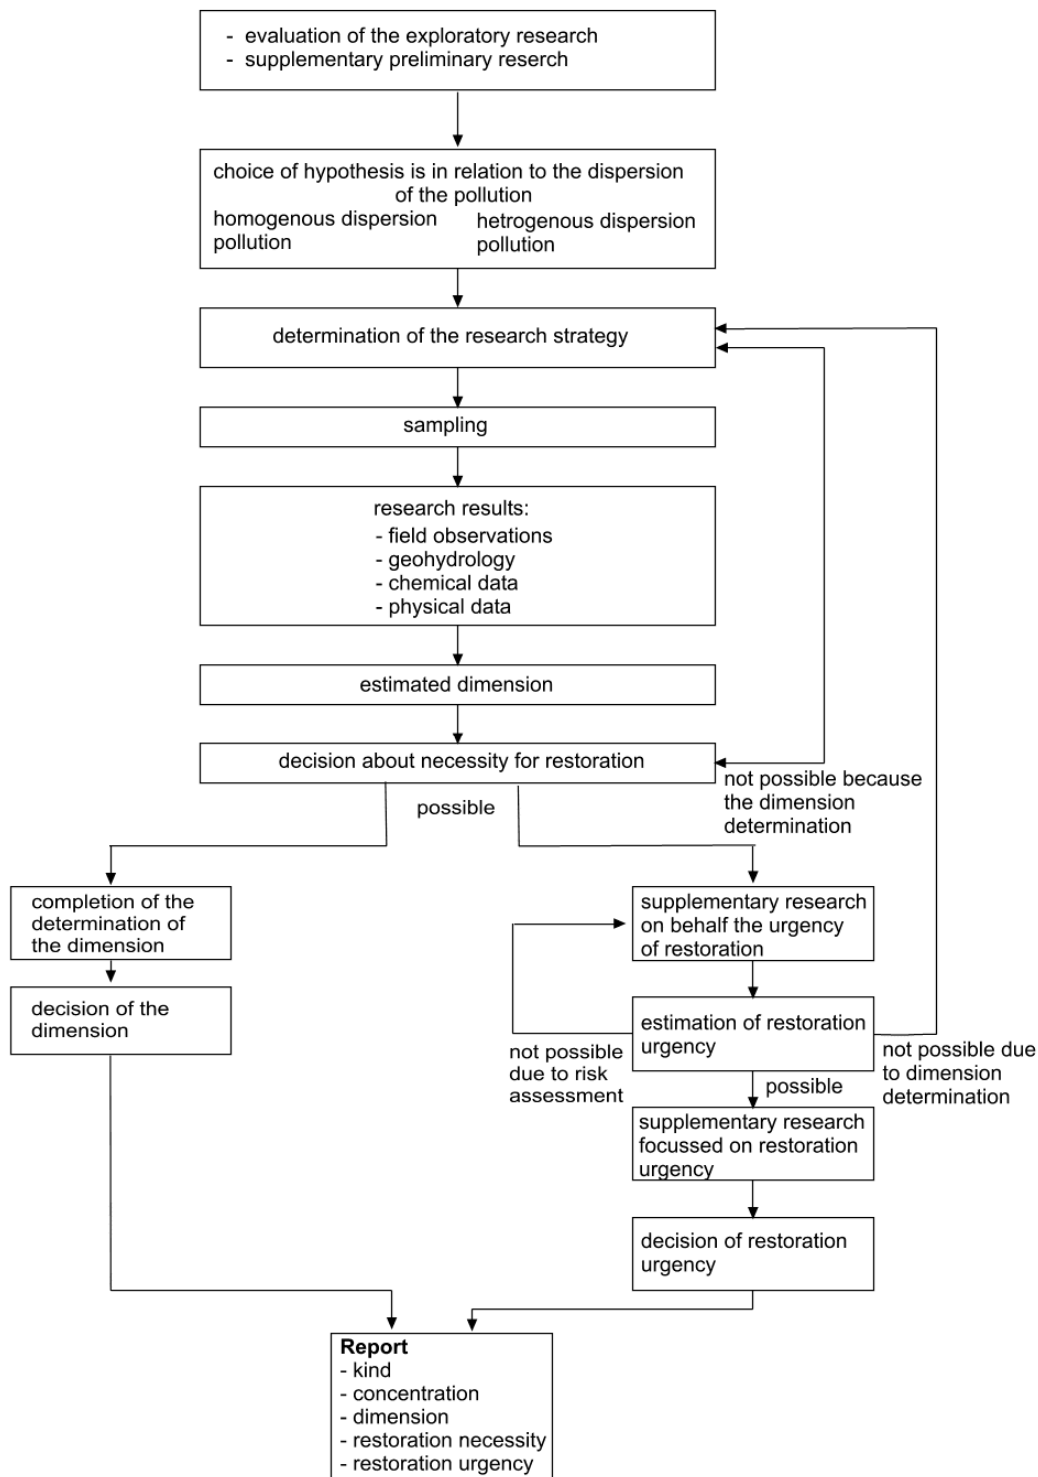 - evaluation of the exploratory research
- supplementary preliminary reserch
choice of hypothesis is in relation to the dispersion
of the pollution
homogenous dispersion
pollution
hetrogenous dispersion
pollution
determination of the research strategy
sampling
research results:
- field observations
- geohydrology
- chemical data
- physical data
estimated dimension
decision about necessity for restoration
possible
not possible because
the dimension
determination
completion of the
determination of
the dimension
decision of the
dimension
supplementary research
on behalf the urgency
of restoration
estimation of restoration
urgency
not possible
due to risk
assessment
not possible due
to dimension
determination
possible
supplementary research
focussed on restoration
urgency
decision of restoration
urgency
Report
- kind
- concentration
- dimension
- restoration necessity
- restoration urgency